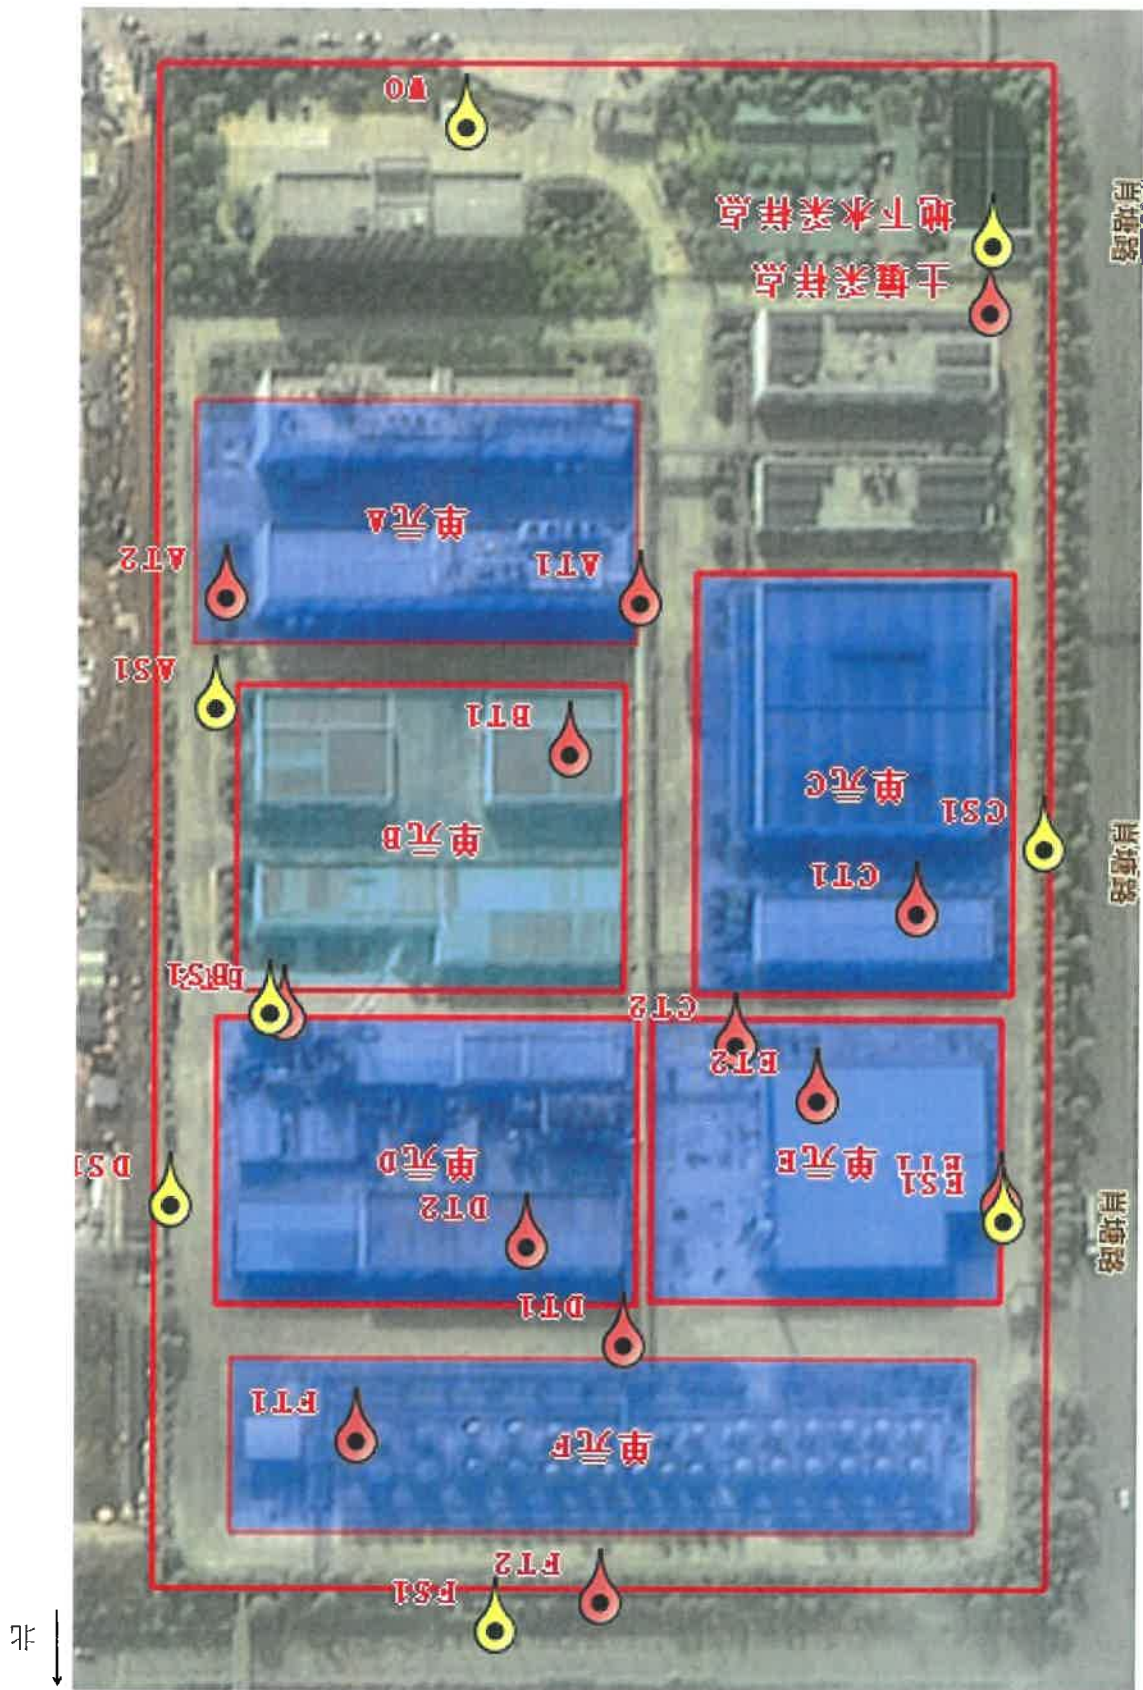 北
FS1
FT2
单元F
FT1
DT1
DT2
肖塘路
ES1
ET1
单元E
单元D
DS1
ET2
CT2
BS1
CT1
肖塘路
CS1
单元C
单元B
BT1
AS1
AT1
AT2
单元A
土壤采样点
地下水采样点
肖塘路
W0